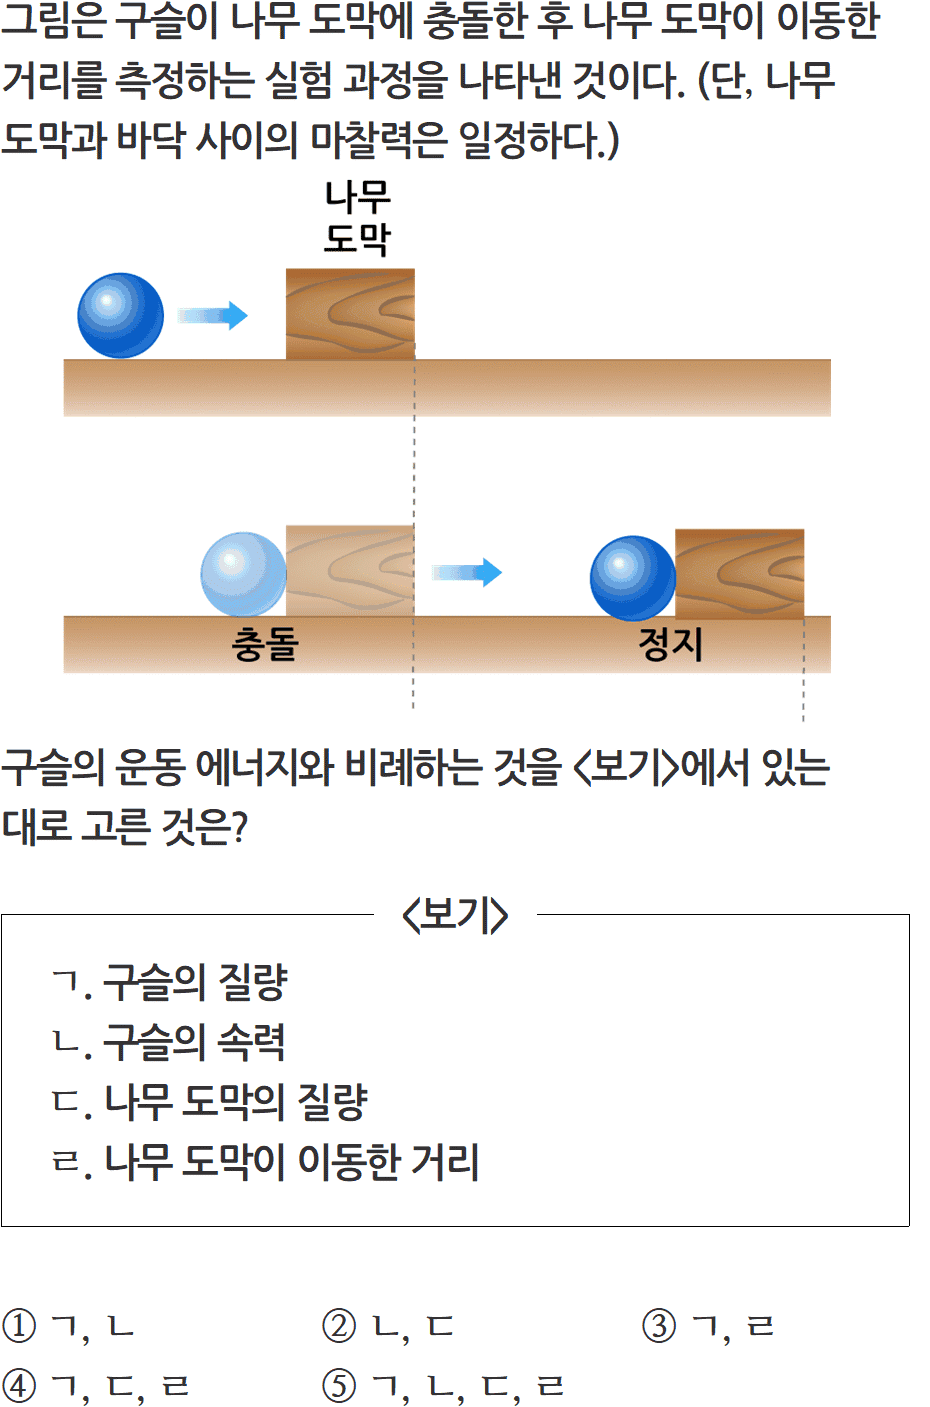 그림은 구슬이 나무 도막에 충돌한 후 나무 도막이 이동한
거리를 측정하는 실험 과정을 나타낸 것이다. (단, 나무
도막과 바닥 사이의 마찰력은 일정하다.)
나무
도막
충돌
정지
구슬의 운동 에너지와 비례하는 것을 <보기>에서 있는
대로 고른 것은?
<보기>
ㄱ. 구슬의 질량
ㄴ. 구슬의 속력
ㄷ. 나무 도막의 질량
ㄹ. 나무 도막이 이동한 거리
① ㄱ, ㄴ ② ㄴ, ㄷ ③ ㄱ, ㄹ
④ ㄱ, ㄷ, ㄹ ⑤ ㄱ, ㄴ, ㄷ, ㄹ